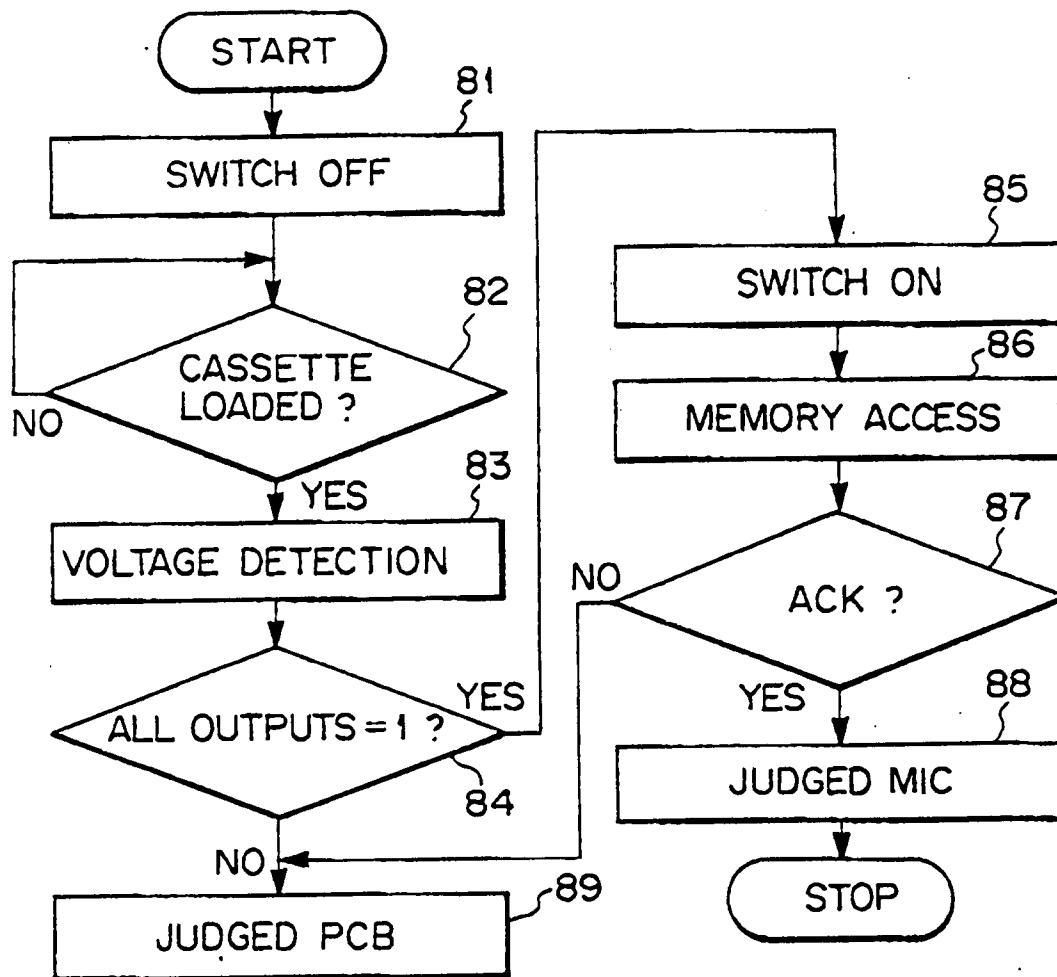 START
81
SWITCH OFF
82
CASSETTE
LOADED ?
NO
YES
83
VOLTAGE DETECTION
ALL OUTPUTS = 1 ?
YES
84
NO
89
JUDGED PCB
85
SWITCH ON
86
MEMORY ACCESS
87
NO
ACK ?
YES
88
JUDGED MIC
STOP